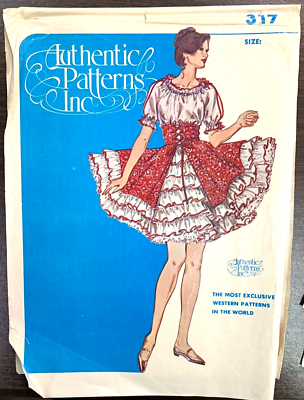 317
SIZE:
Authentic
Patterns
Inc
Authentic
Patterns
Inc
THE MOST EXCLUSIVE
WESTERN PATTERNS
IN THE WORLD